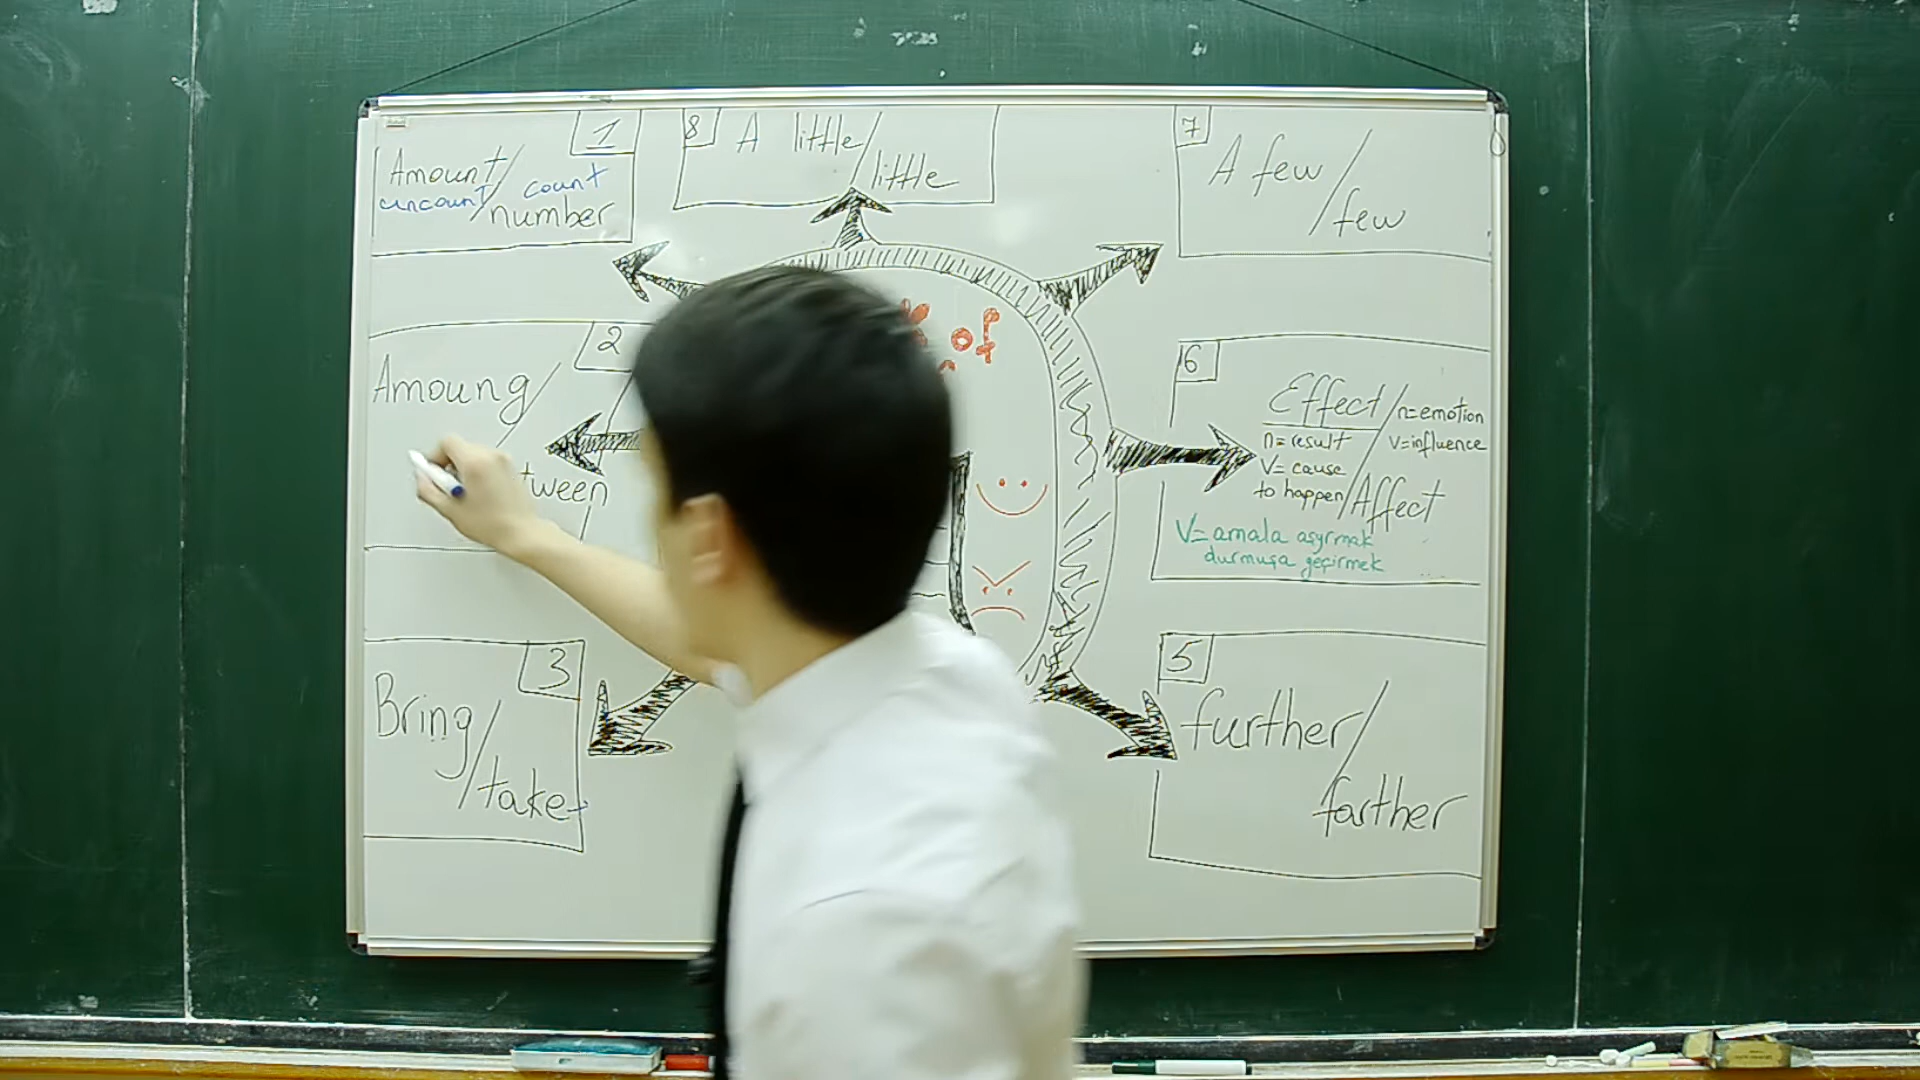 1
Amount/
uncount/ count
number
8
A little/
little
7
A few/
few
2
Amoung/
tween
of
6
Effect/ n=emotion
n=result v=influence
v=cause
to happen/Affect
V=amala aşyrmak
durmuşa geçirmek
3
Bring/
take
5
further/
farther